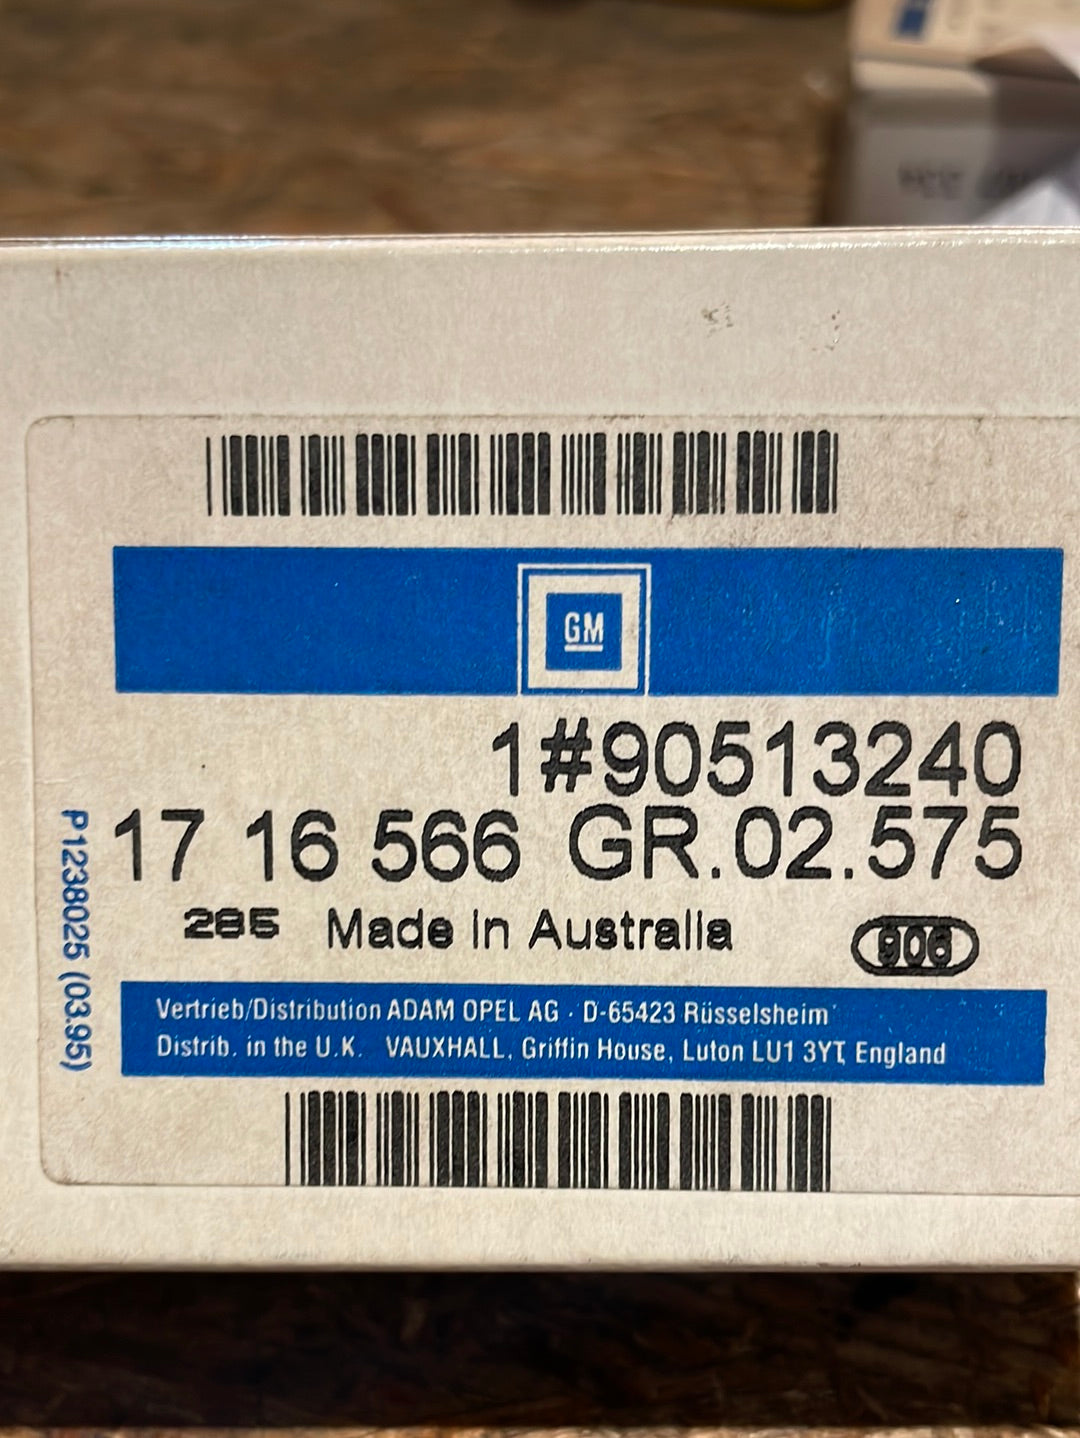 GM
1#90513240
17 16 566 GR.02.575
285 Made in Australia
906
P1238025 (03.95)
Vertrieb/Distribution ADAM OPEL AG · D-65423 Rüsselsheim
Distrib. in the U.K. VAUXHALL, Griffin House, Luton LU1 3YT, England